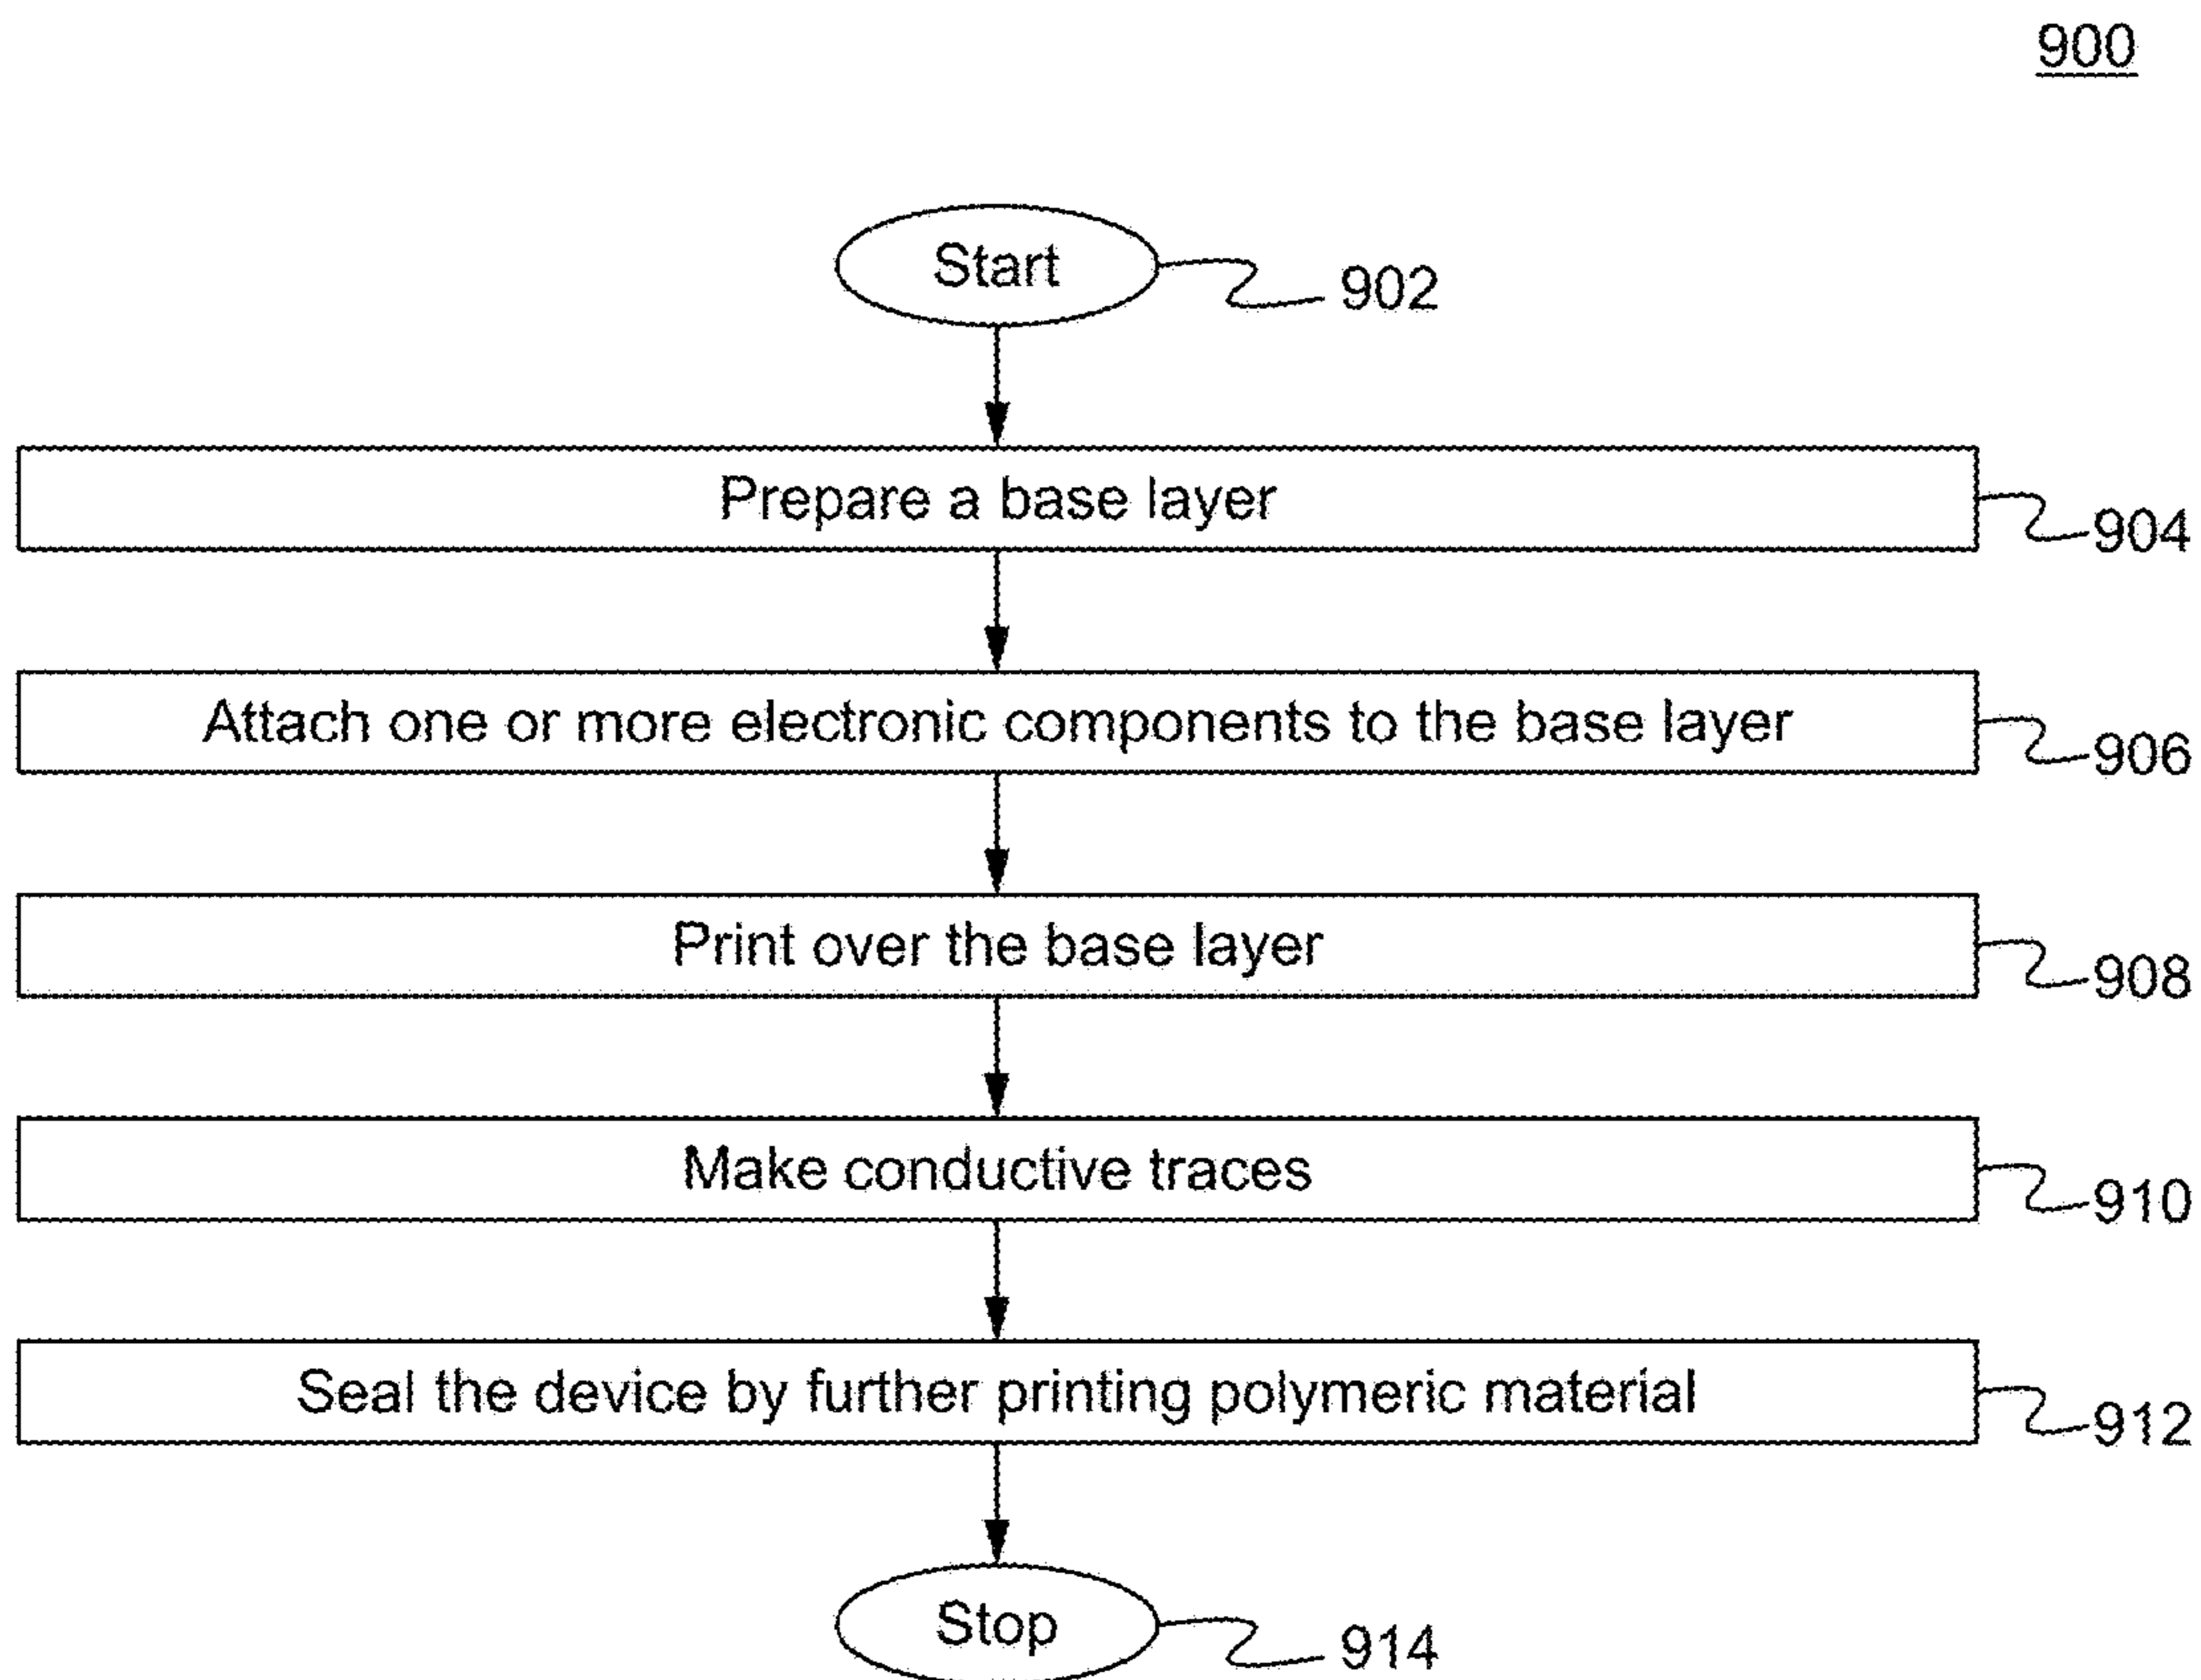 900
Start
902
Prepare a base layer
904
Attach one or more electronic components to the base layer
906
Print over the base layer
908
Make conductive traces
910
Seal the device by further printing polymeric material
912
Stop
914